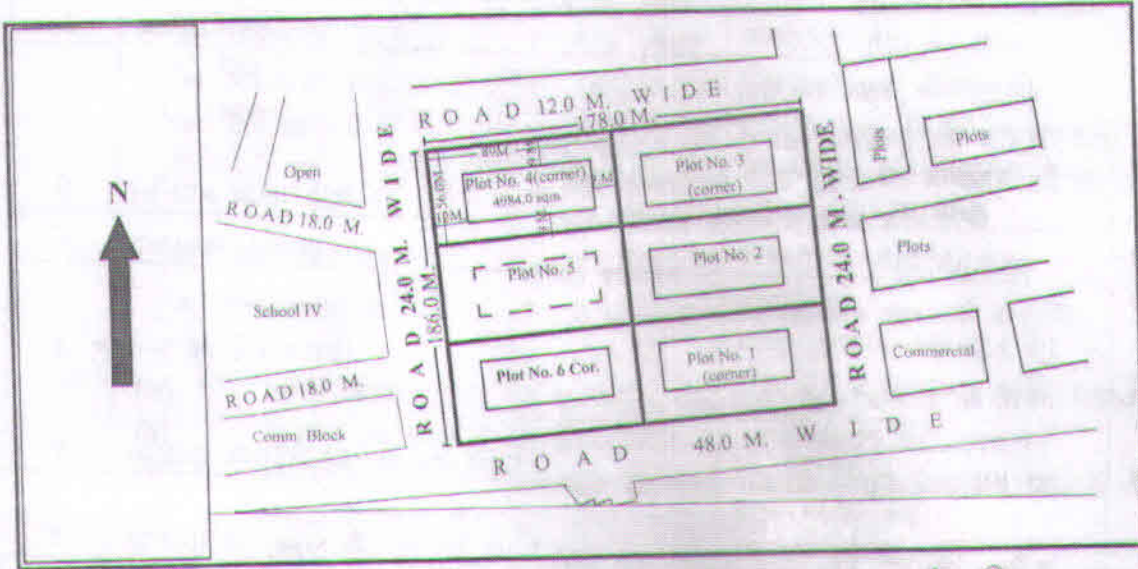 ROAD 12.0 M. WIDE
178.0 M.
N
Open
ROAD 18.0 M.
ROAD 24.0 M. WIDE
186.0 M.
80M
Plot No. 4(corner)
4984.0 sqm
10M
9M
Plot No. 3
(corner)
ROAD 24.0 M. WIDE
Plots
Plots
Plots
Plot No. 5
Plot No. 2
School IV
Plot No. 6 Cor.
Plot No. 1
(corner)
Commercial
ROAD 18.0 M.
Comm. Block
ROAD 48.0 M. WIDE